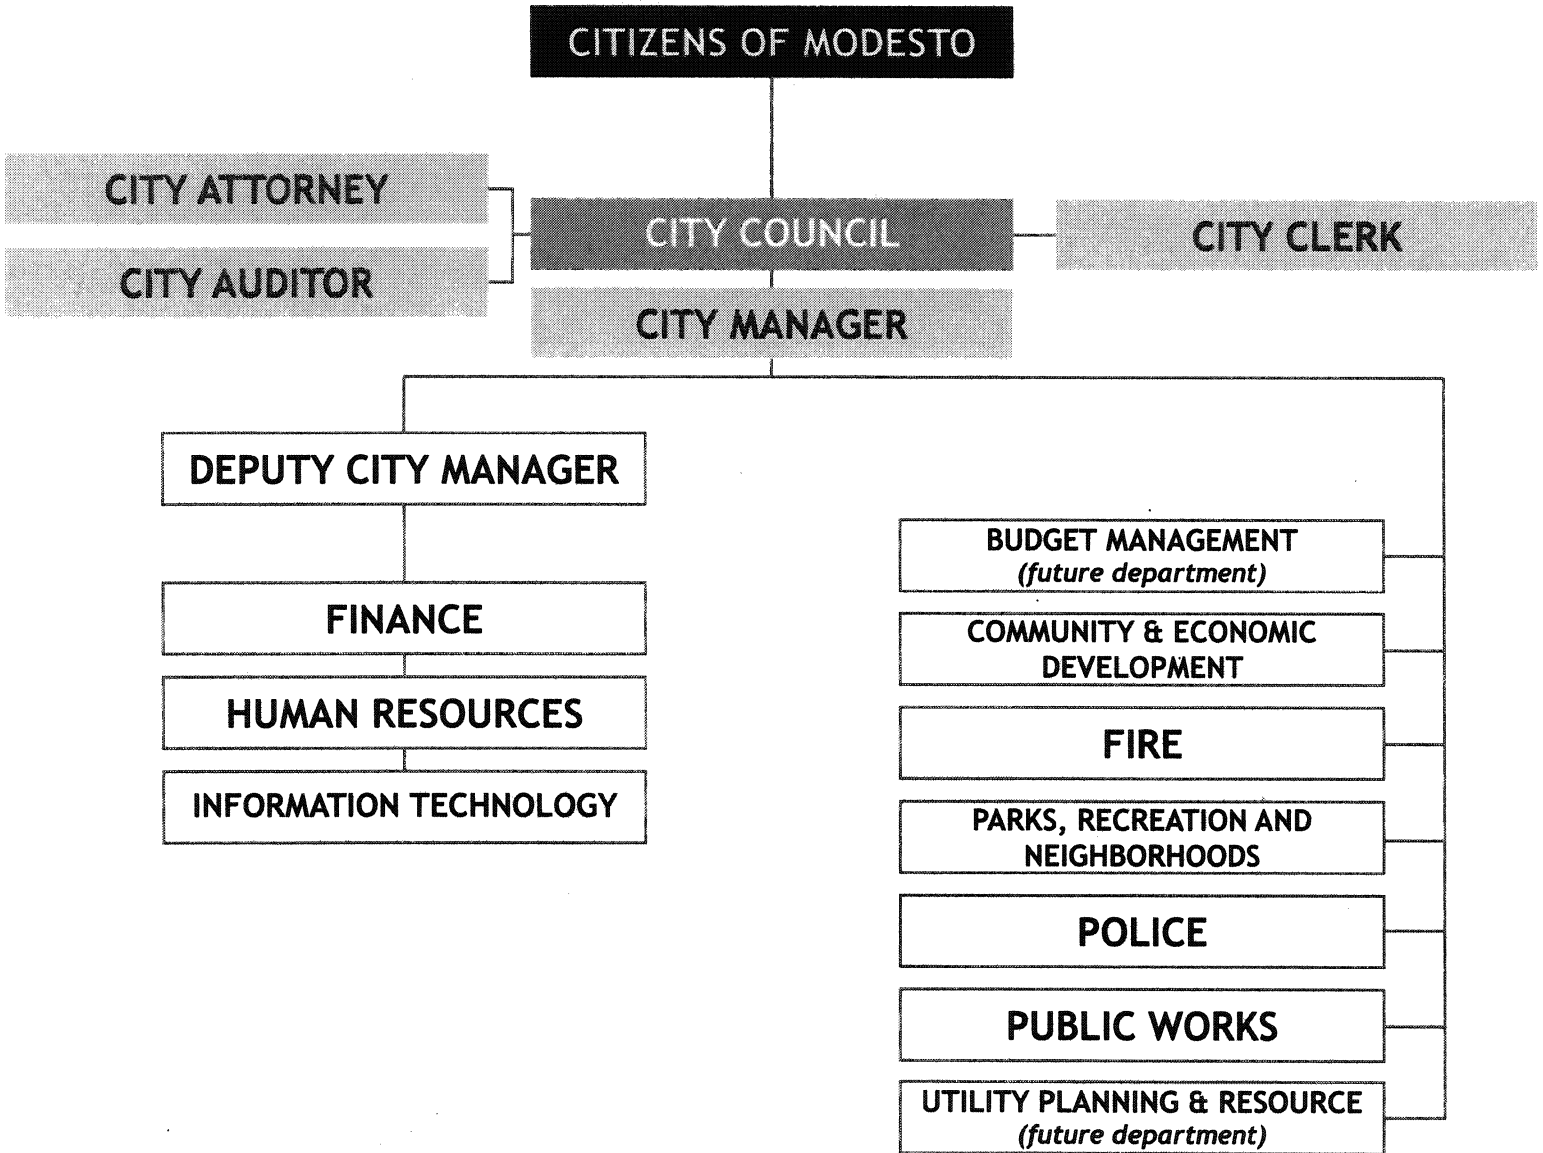 CITIZENS OF MODESTO
CITY ATTORNEY
CITY AUDITOR
CITY COUNCIL
CITY CLERK
CITY MANAGER
DEPUTY CITY MANAGER
FINANCE
HUMAN RESOURCES
INFORMATION TECHNOLOGY
BUDGET MANAGEMENT
(future department)
COMMUNITY & ECONOMIC
DEVELOPMENT
FIRE
PARKS, RECREATION AND
NEIGHBORHOODS
POLICE
PUBLIC WORKS
UTILITY PLANNING & RESOURCE
(future department)